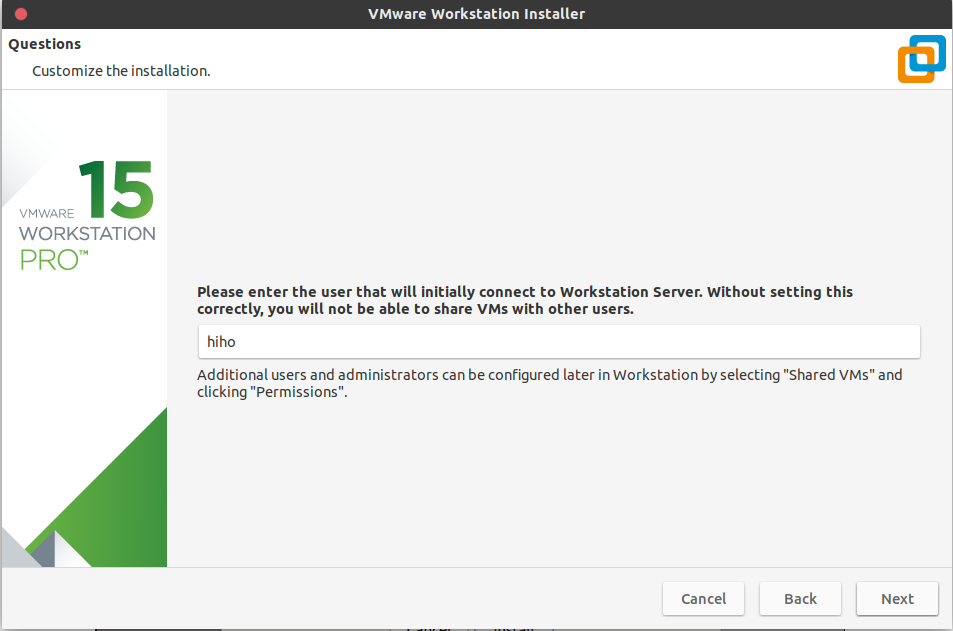 VMware Workstation Installer
Questions
Customize the installation.
15
VMWARE
WORKSTATION
PRO™
Please enter the user that will initially connect to Workstation Server. Without setting this
correctly, you will not be able to share VMs with other users.
hiho
Additional users and administrators can be configured later in Workstation by selecting "Shared VMs" and
clicking "Permissions".
Cancel Back Next